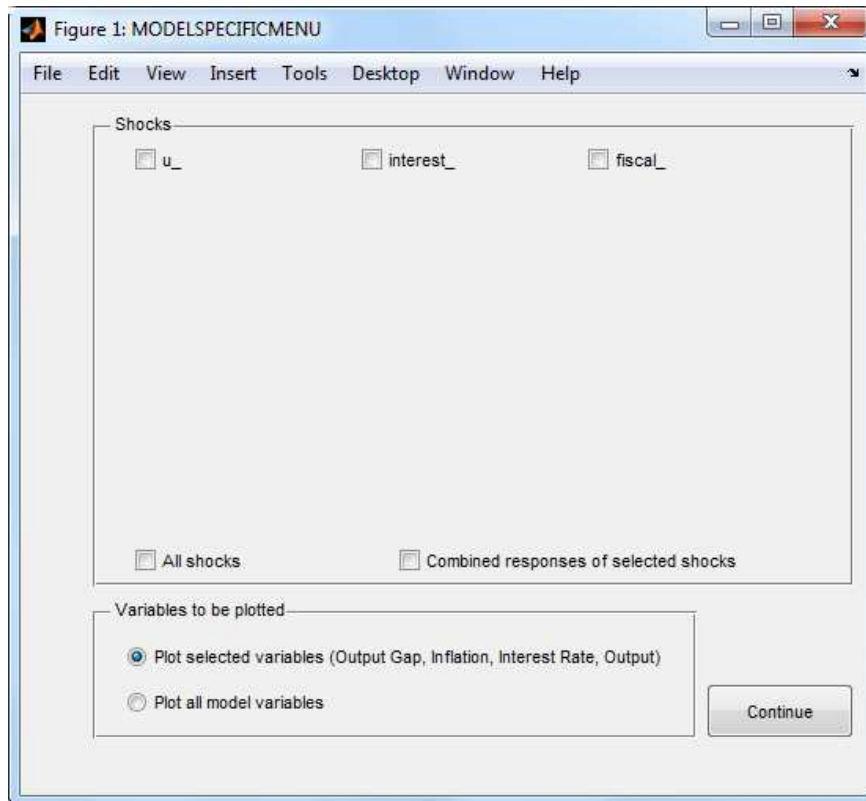 Figure 1: MODELSPECIFICMENU
File Edit View Insert Tools Desktop Window Help
Shocks
u_ interest_ fiscal_
All shocks Combined responses of selected shocks
Variables to be plotted
Plot selected variables (Output Gap, Inflation, Interest Rate, Output)
Plot all model variables
Continue